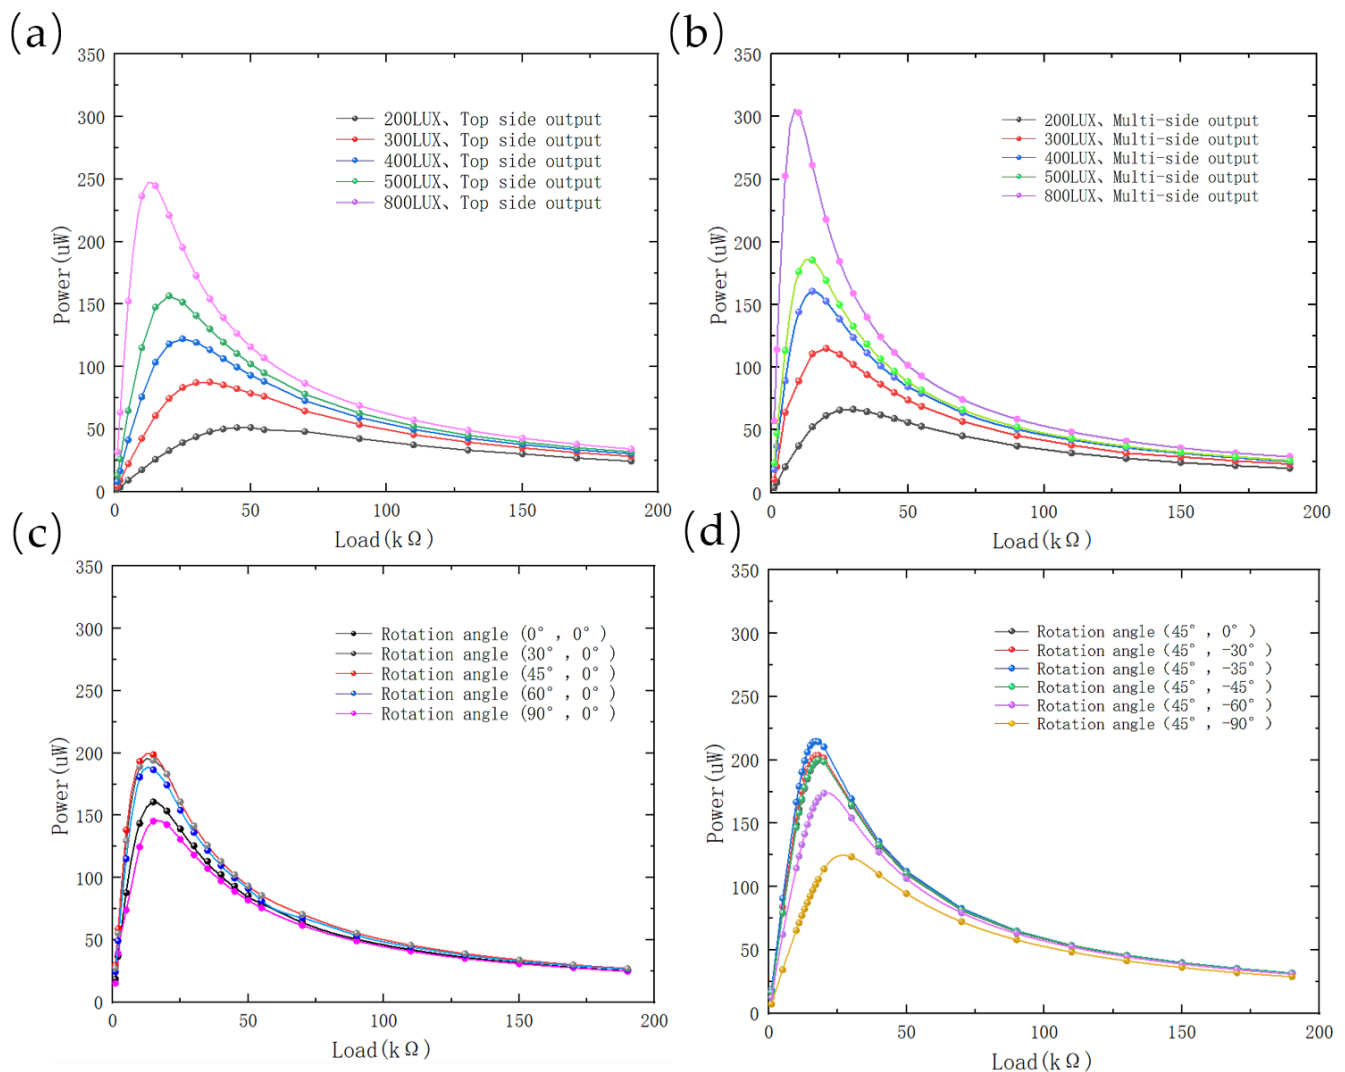 (a)
350
300
250
200
150
100
50
0
Power(uW)
200LUX、Top side output
300LUX、Top side output
400LUX、Top side output
500LUX、Top side output
800LUX、Top side output
0 50 100 150 200
Load(kΩ)
(b)
350
300
250
200
150
100
50
0
Power(uW)
200LUX、Multi-side output
300LUX、Multi-side output
400LUX、Multi-side output
500LUX、Multi-side output
800LUX、Multi-side output
0 50 100 150 200
Load(kΩ)
(c)
350
300
250
200
150
100
50
0
Power(uW)
Rotation angle(0°,0°)
Rotation angle(30°,0°)
Rotation angle(45°,0°)
Rotation angle(60°,0°)
Rotation angle(90°,0°)
0 50 100 150 200
Load(kΩ)
(d)
350
300
250
200
150
100
50
0
Power(uW)
Rotation angle(45°,0°)
Rotation angle(45°,-30°)
Rotation angle(45°,-35°)
Rotation angle(45°,-45°)
Rotation angle(45°,-60°)
Rotation angle(45°,-90°)
0 50 100 150 200
Load(kΩ)